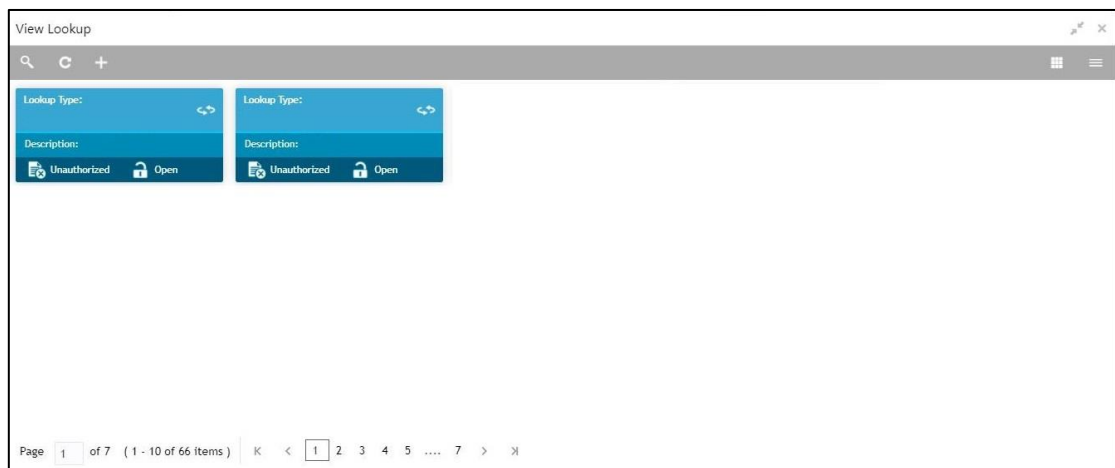 View Lookup
Lookup Type: Lookup Type:
Description: Description:
Unauthorized Open Unauthorized Open
Page 1 of 7 ( 1 - 10 of 66 items ) K < 1 2 3 4 5 .... 7 > >|